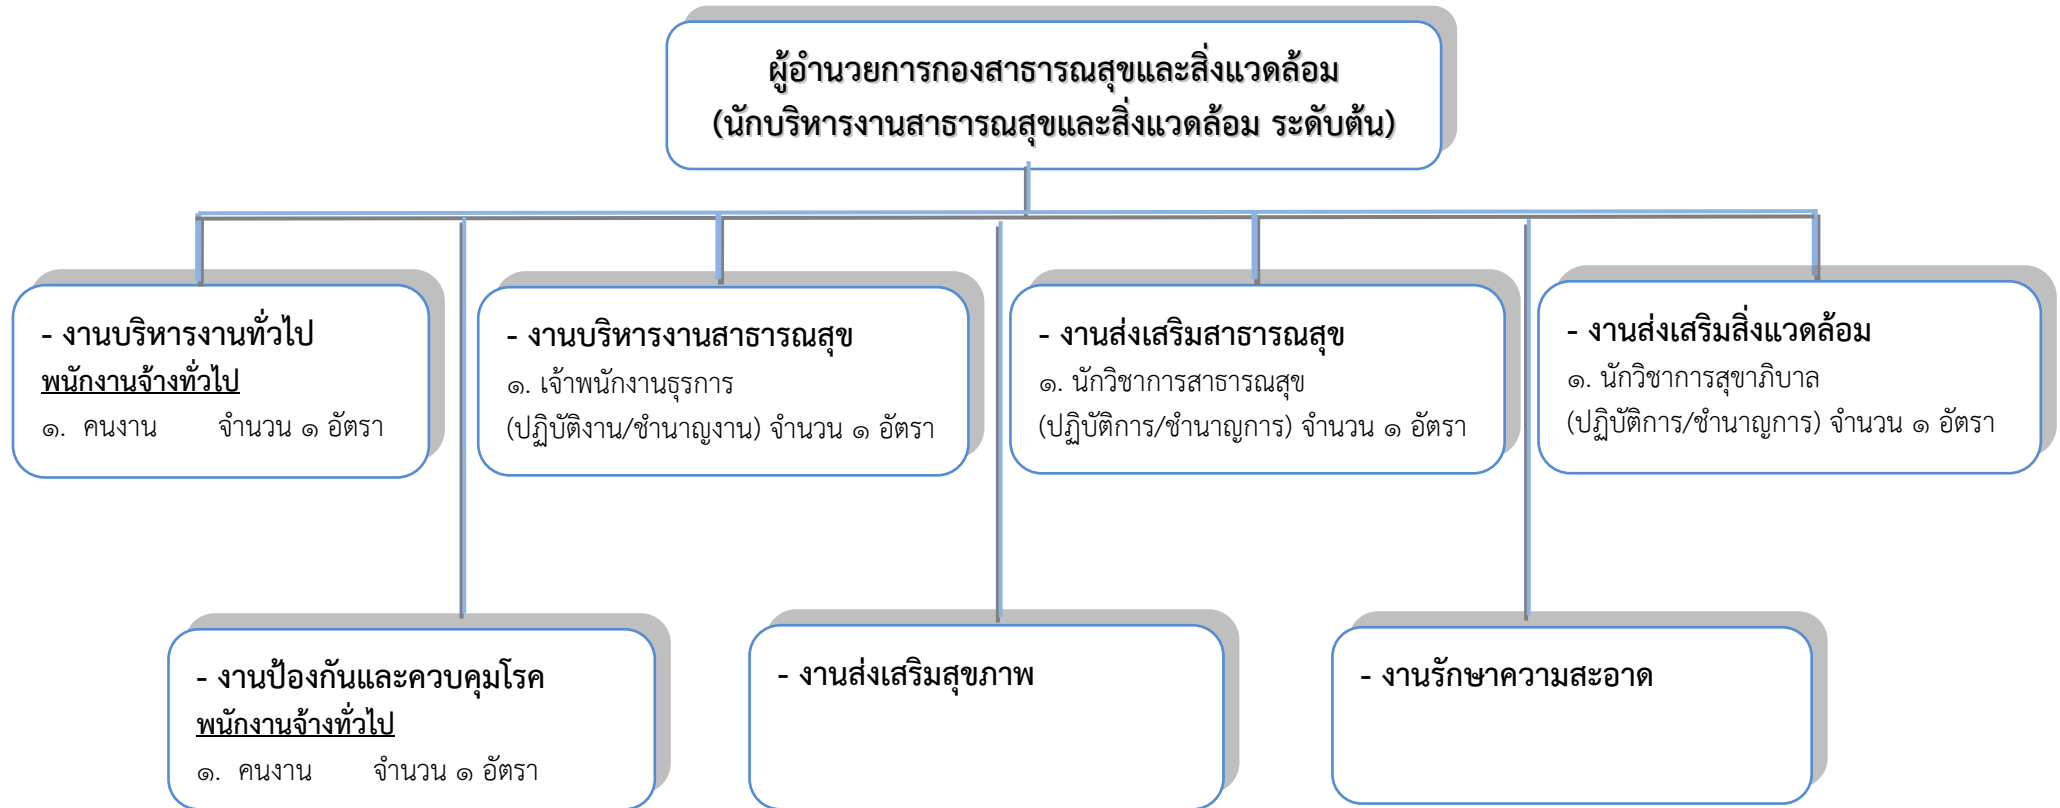 ผู้อำนวยการกองสาธารณสุขและสิ่งแวดล้อม
(นักบริหารงานสาธารณสุขและสิ่งแวดล้อม ระดับต้น)
- งานบริหารงานทั่วไป
พนักงานจ้างทั่วไป
๑. คนงาน จำนวน ๑ อัตรา
- งานบริหารงานสาธารณสุข
๑. เจ้าพนักงานธุรการ
(ปฏิบัติงาน/ชำนาญงาน) จำนวน ๑ อัตรา
- งานส่งเสริมสาธารณสุข
๑. นักวิชาการสาธารณสุข
(ปฏิบัติการ/ชำนาญการ) จำนวน ๑ อัตรา
- งานส่งเสริมสิ่งแวดล้อม
๑. นักวิชาการสุขาภิบาล
(ปฏิบัติการ/ชำนาญการ) จำนวน ๑ อัตรา
- งานป้องกันและควบคุมโรค
พนักงานจ้างทั่วไป
๑. คนงาน จำนวน ๑ อัตรา
- งานส่งเสริมสุขภาพ
- งานรักษาความสะอาด